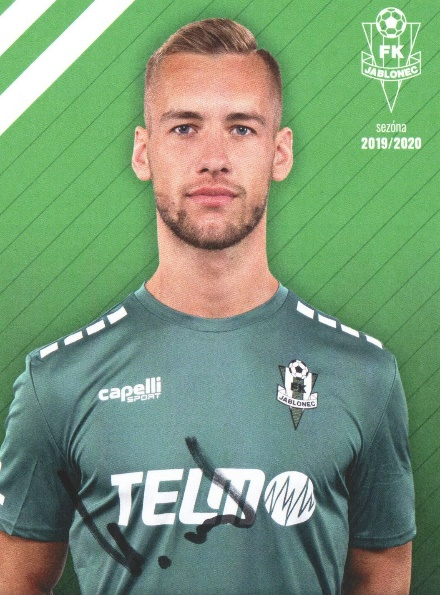 FK
JABLONEC
sezóna
2019/2020
capelli
SPORT
JABLONEC
TELMO